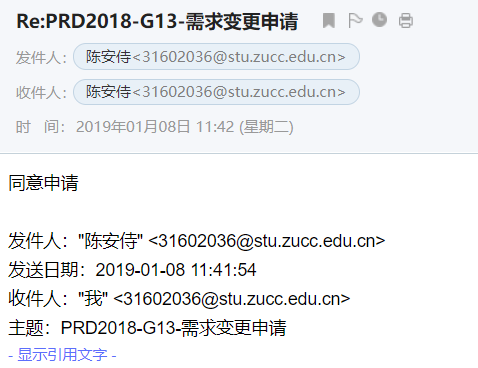 Re:PRD2018-G13-需求变更申请
发件人： 陈安侍<31602036@stu.zucc.edu.cn>
收件人： 陈安侍<31602036@stu.zucc.edu.cn>
时 间： 2019年01月08日 11:42 (星期二)
同意申请
发件人："陈安侍" <31602036@stu.zucc.edu.cn>
发送日期：2019-01-08 11:41:54
收件人："我" <31602036@stu.zucc.edu.cn>
主题：PRD2018-G13-需求变更申请
- 显示引用文字 -